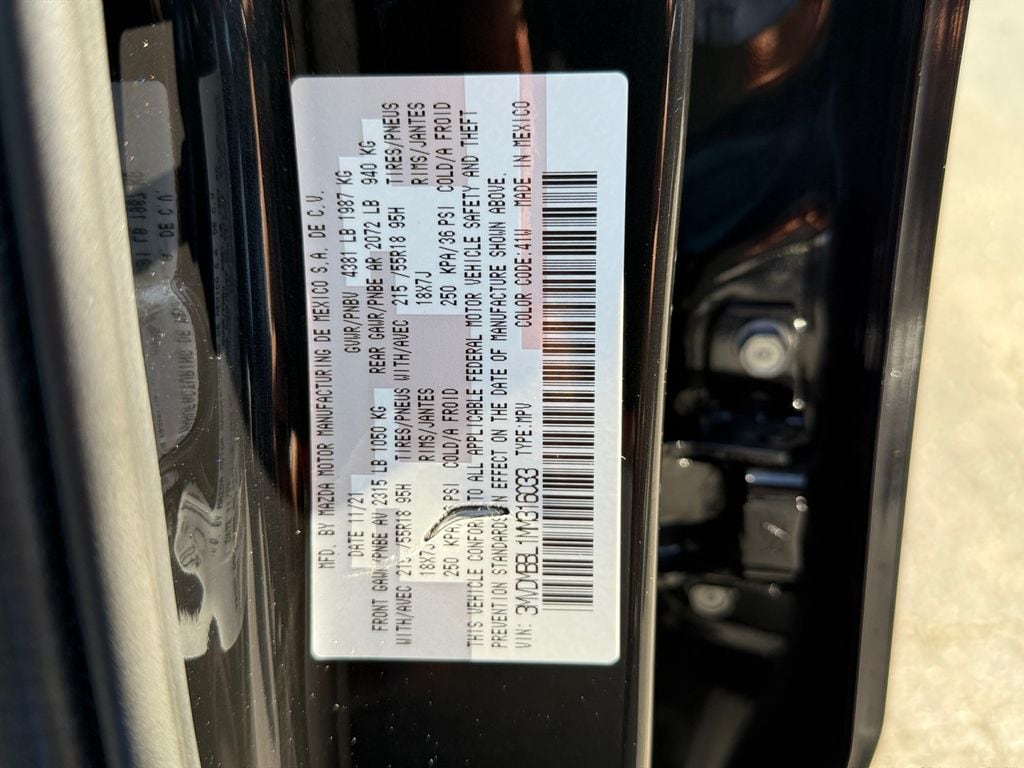 MFD. BY MAZDA MOTOR MANUFACTURING DE MEXICO S.A. DE C.V.
DATE 11/21 GVWR/PNBV 4381 LB 1987 KG
FRONT GAWR/PNBE AV 2315 LB 1050 KG REAR GAWR/PNBE AR 2072 LB 940 KG
WITH/AVEC 215/55R18 95H TIRES/PNEUS WITH/AVEC 215/55R18 95H TIRES/PNEUS
18X7J RIMS/JANTES 18X7J RIMS/JANTES
250 KPA/36 PSI COLD/A FROID 250 KPA/36 PSI COLD/A FROID
THIS VEHICLE CONFORMS TO ALL APPLICABLE FEDERAL MOTOR VEHICLE SAFETY AND THEFT
PREVENTION STANDARDS IN EFFECT ON THE DATE OF MANUFACTURE SHOWN ABOVE.
VIN: 3MVDMBBL1MM316033 TYPE:MPV COLOR CODE:41W MADE IN MEXICO